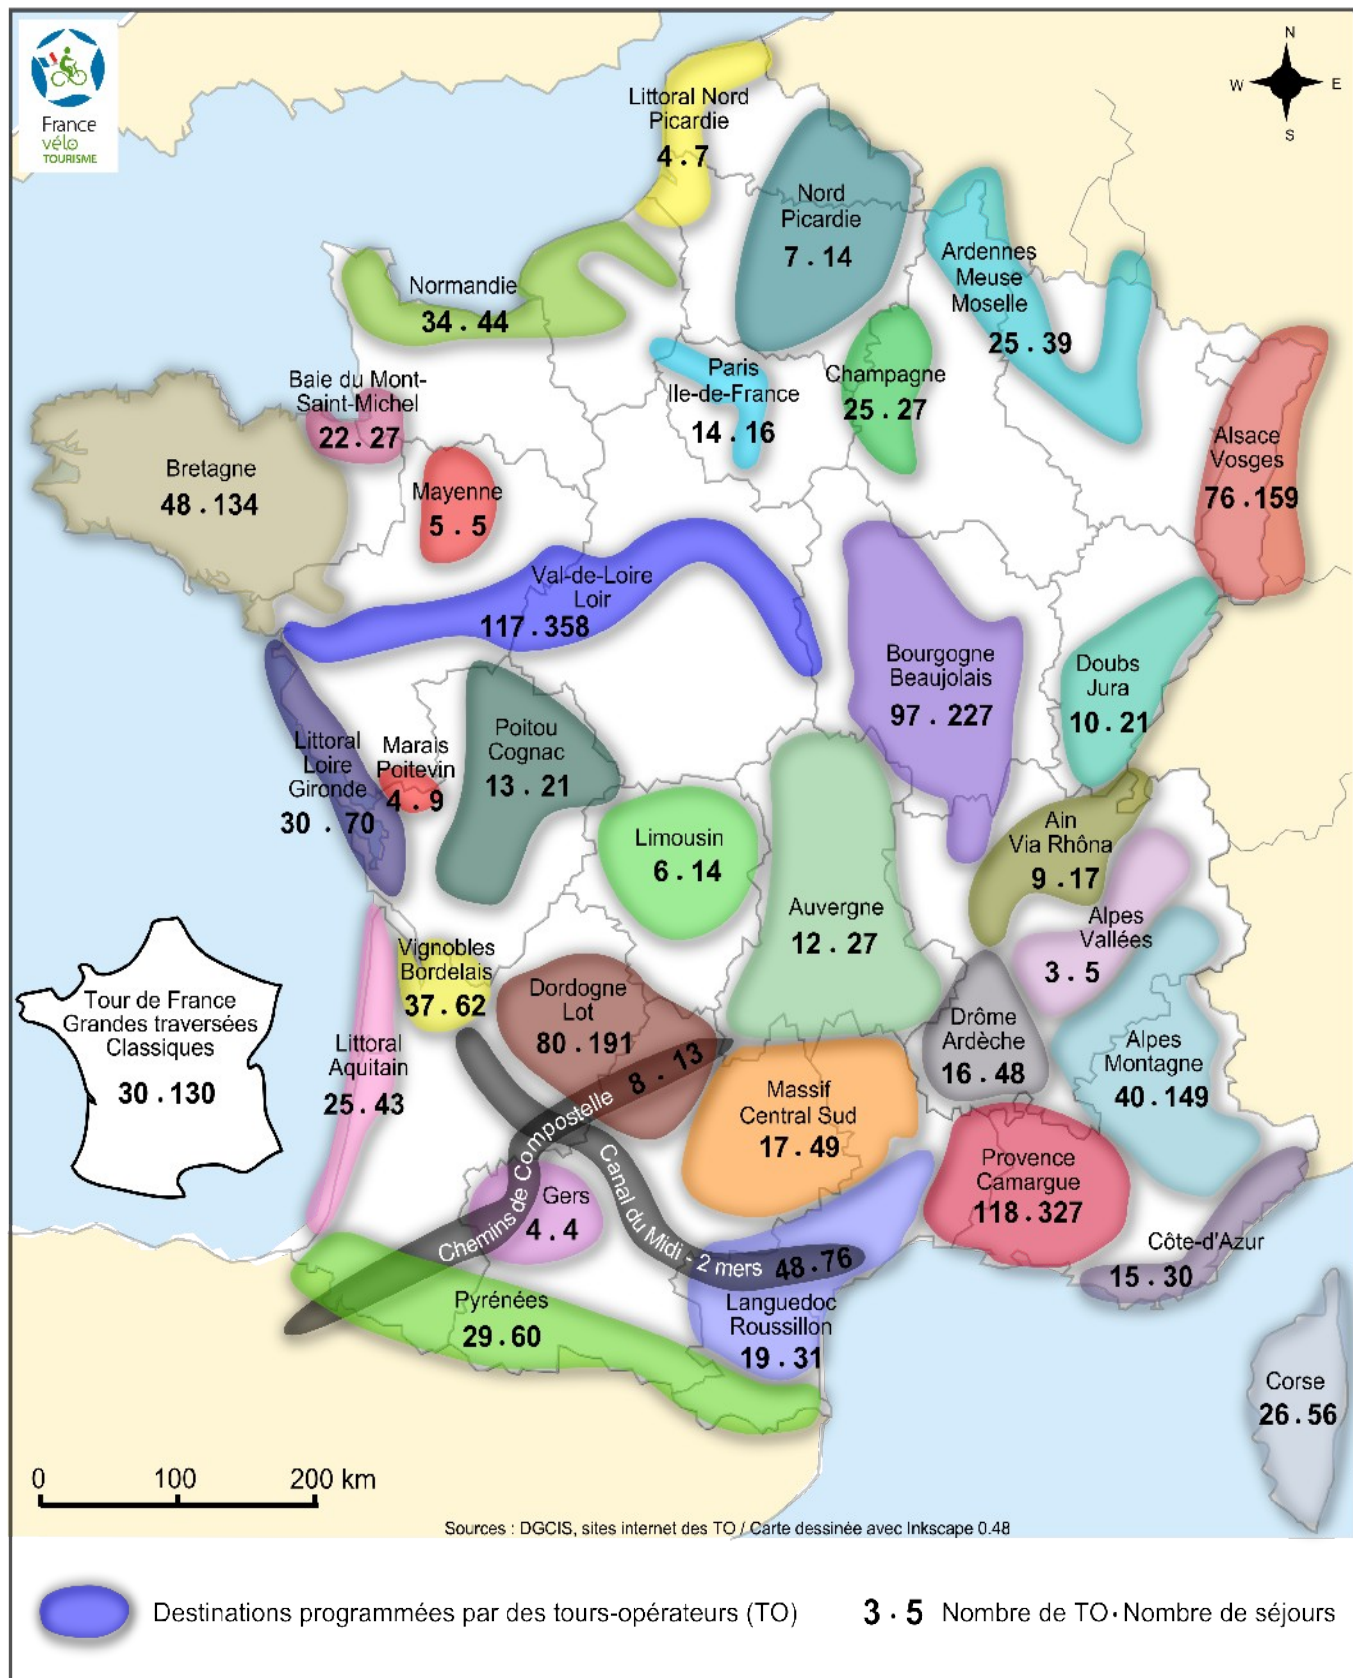 France
vélo
TOURISME
N
W
E
S
Littoral Nord
Picardie
4 . 7
Nord
Picardie
7 . 14
Ardennes
Meuse
Moselle
25 . 39
Normandie
34 . 44
Paris
Ile-de-France
14 . 16
Champagne
25 . 27
Baie du Mont-
Saint-Michel
22 . 27
Alsace
Vosges
76 . 159
Bretagne
48 . 134
Mayenne
5 . 5
Val-de-Loire
Loir
117 . 358
Bourgogne
Beaujolais
97 . 227
Doubs
Jura
10 . 21
Littoral
Loire
Gironde
30 . 70
Marais
Poitevin
4 . 9
Poitou
Cognac
13 . 21
Limousin
6 . 14
Auvergne
12 . 27
Ain
Via Rhôna
9 . 17
Alpes
Vallées
3 . 5
Vignobles
Bordelais
37 . 62
Dordogne
Lot
80 . 191
Drôme
Ardèche
16 . 48
Alpes
Montagne
40 . 149
Tour de France
Grandes traversées
Classiques
30 . 130
Littoral
Aquitain
25 . 43
Chemins de Compostelle 8 . 13
Massif
Central Sud
17 . 49
Provence
Camargue
118 . 327
Gers
4 . 4
Canal du Midi - 2 mers 48 . 76
Côte-d'Azur
15 . 30
Pyrénées
29 . 60
Languedoc
Roussillon
19 . 31
Corse
26 . 56
0 100 200 km
Sources : DGCIS, sites internet des TO / Carte dessinée avec Inkscape 0.48
Destinations programmées par des tours-opérateurs (TO)
3 · 5 Nombre de TO · Nombre de séjours